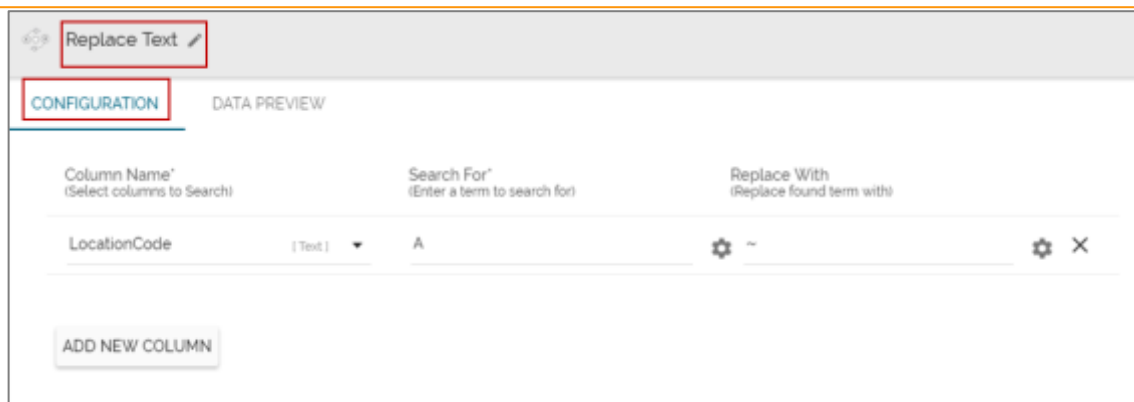 Replace Text
CONFIGURATION DATA PREVIEW
Column Name* Search For* Replace With
(Select columns to Search) (Enter a term to search for) (Replace found term with)
LocationCode [ Text ] A ~
ADD NEW COLUMN